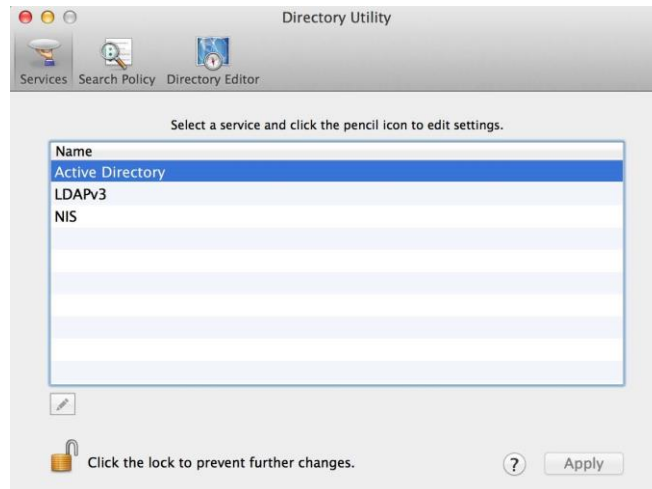 Directory Utility
Services Search Policy Directory Editor
Select a service and click the pencil icon to edit settings.
Name
Active Directory
LDAPv3
NIS
Click the lock to prevent further changes.
? Apply